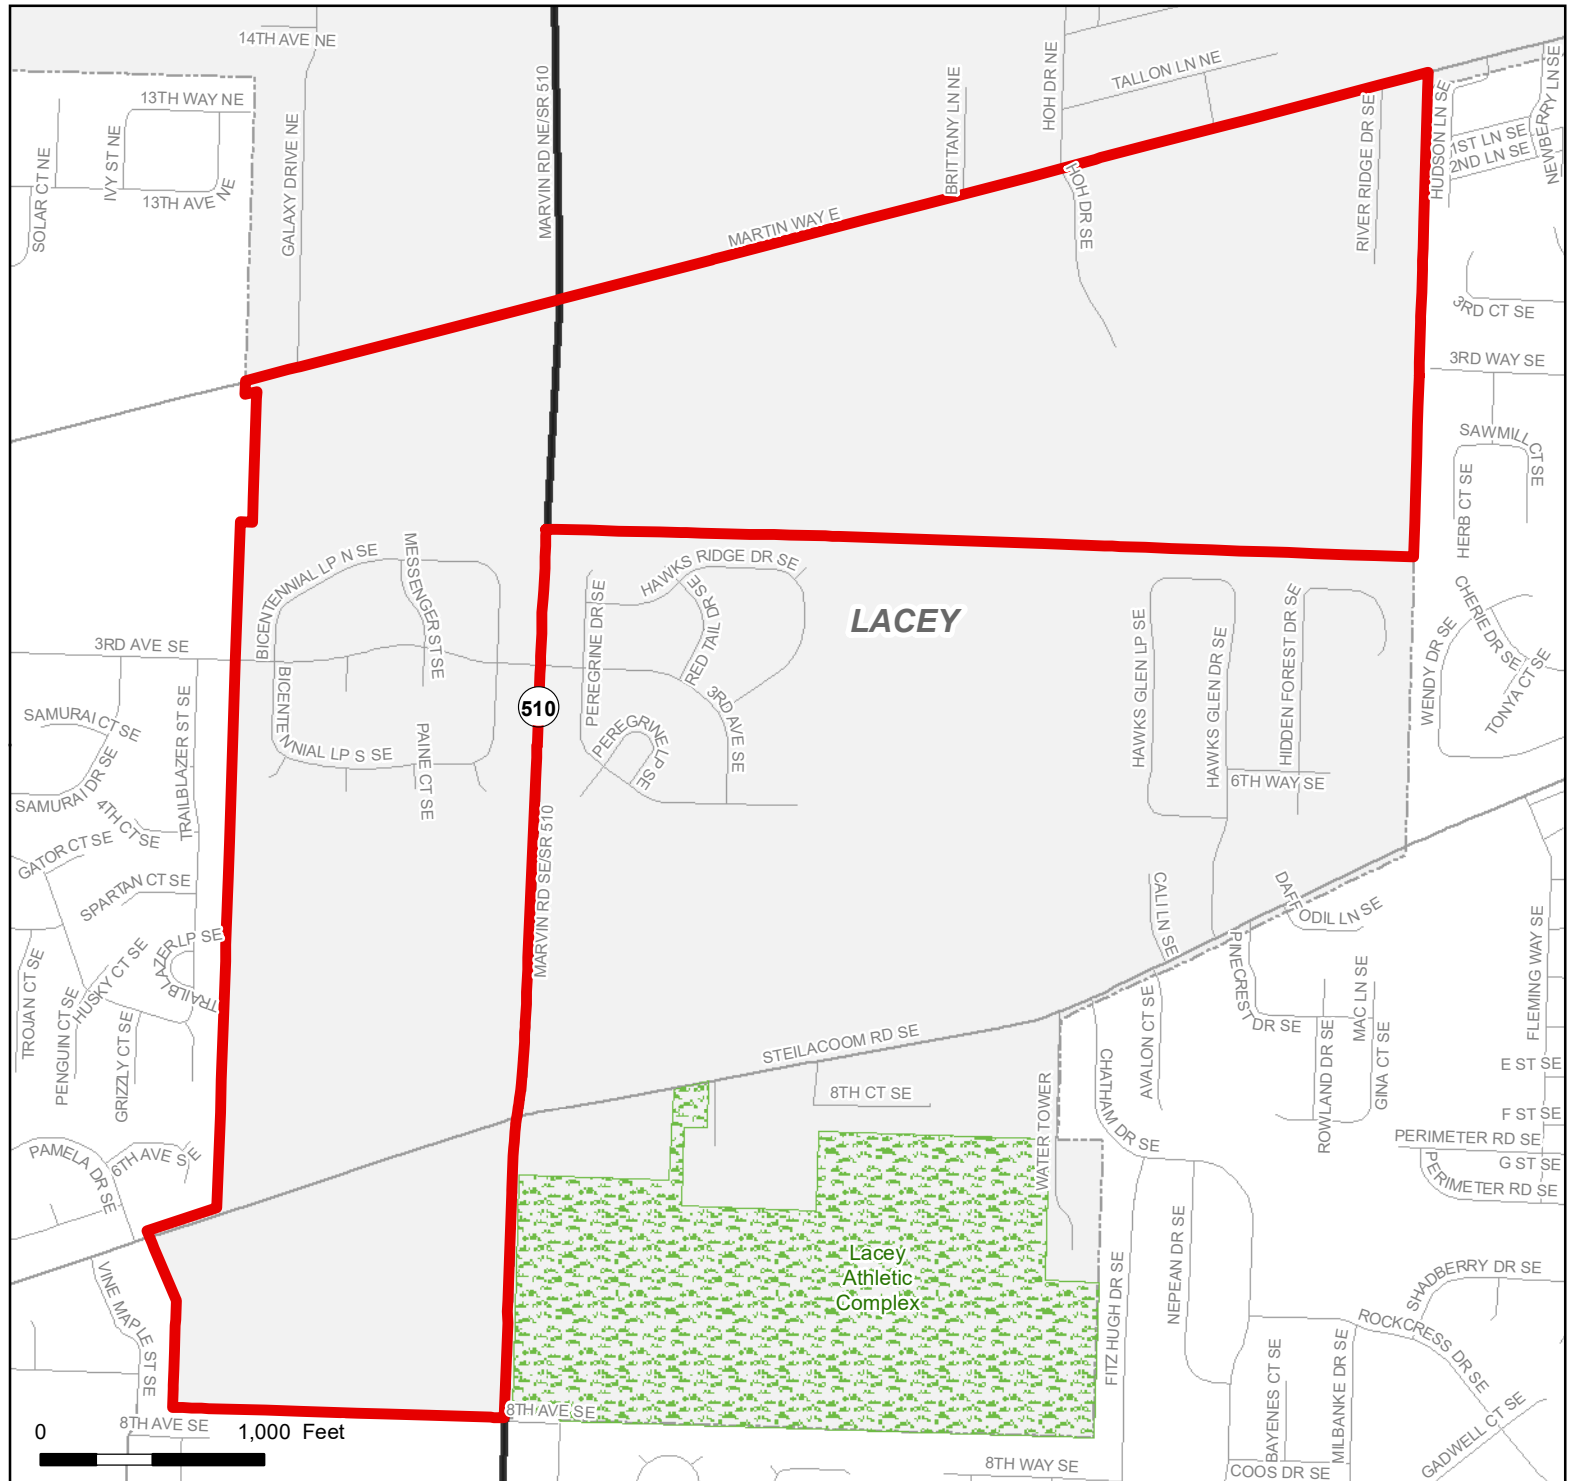 14TH AVE NE
13TH WAY NE
SOLAR CT NE
IVY ST NE
13TH AVE NE
GALAXY DRIVE NE
MARVIN RD NE/SR 510
BRITTANY LN NE
HOH DR NE
TALLON LN NE
HOH DR SE
MARTIN WAY E
RIVER RIDGE DR SE
HUDSON LN SE
1ST LN SE
2ND LN SE
NEWBERRY LN SE
3RD CT SE
3RD WAY SE
SAWMILL CT SE
HERB CT SE
CHERIE DR SE
WENDY DR SE
TONYA CT SE
BICENTENNIAL LP N SE
MESSENGER ST SE
HAWKS RIDGE DR SE
PEREGRINE DR SE
RED TAIL DR SE
LACEY
HAWKS GLEN LP SE
HAWKS GLEN DR SE
HIDDEN FOREST DR SE
3RD AVE SE
SAMURAI CT SE
SAMURAI DR SE
TRAILBLAZER ST SE
BICENTENNIAL LP S SE
PAINE CT SE
510
PEREGRINE LP SE
3RD AVE SE
6TH WAY SE
4TH CT SE
GATOR CT SE
SPARTAN CT SE
MARVIN RD SE/SR 510
CALI LN SE
DAFFODIL LN SE
TRAILBLAZER LP SE
TROJAN CT SE
HUSKY CT SE
PENGUIN CT SE
GRIZZLY CT SE
PINECREST DR SE
MAC LN SE
FLEMING WAY SE
STEILACOOM RD SE
AVALON CT SE
ROWLAND DR SE
GINA CT SE
8TH CT SE
WATER TOWER
CHATHAM DR SE
E ST SE
F ST SE
PERIMETER RD SE
G ST SE
PERIMETER RD SE
PAMELA DR SE
6TH AVE SE
Lacey
Athletic
Complex
FITZ HUGH DR SE
NEPEAN DR SE
SHADBERRY DR SE
ROCKCRESS DR SE
VINE MAPLE ST SE
BAYENES CT SE
MILBANKE DR SE
GADWELL CT SE
8TH AVE SE
8TH AVE SE
8TH WAY SE
COOS DR SE
0 1,000 Feet